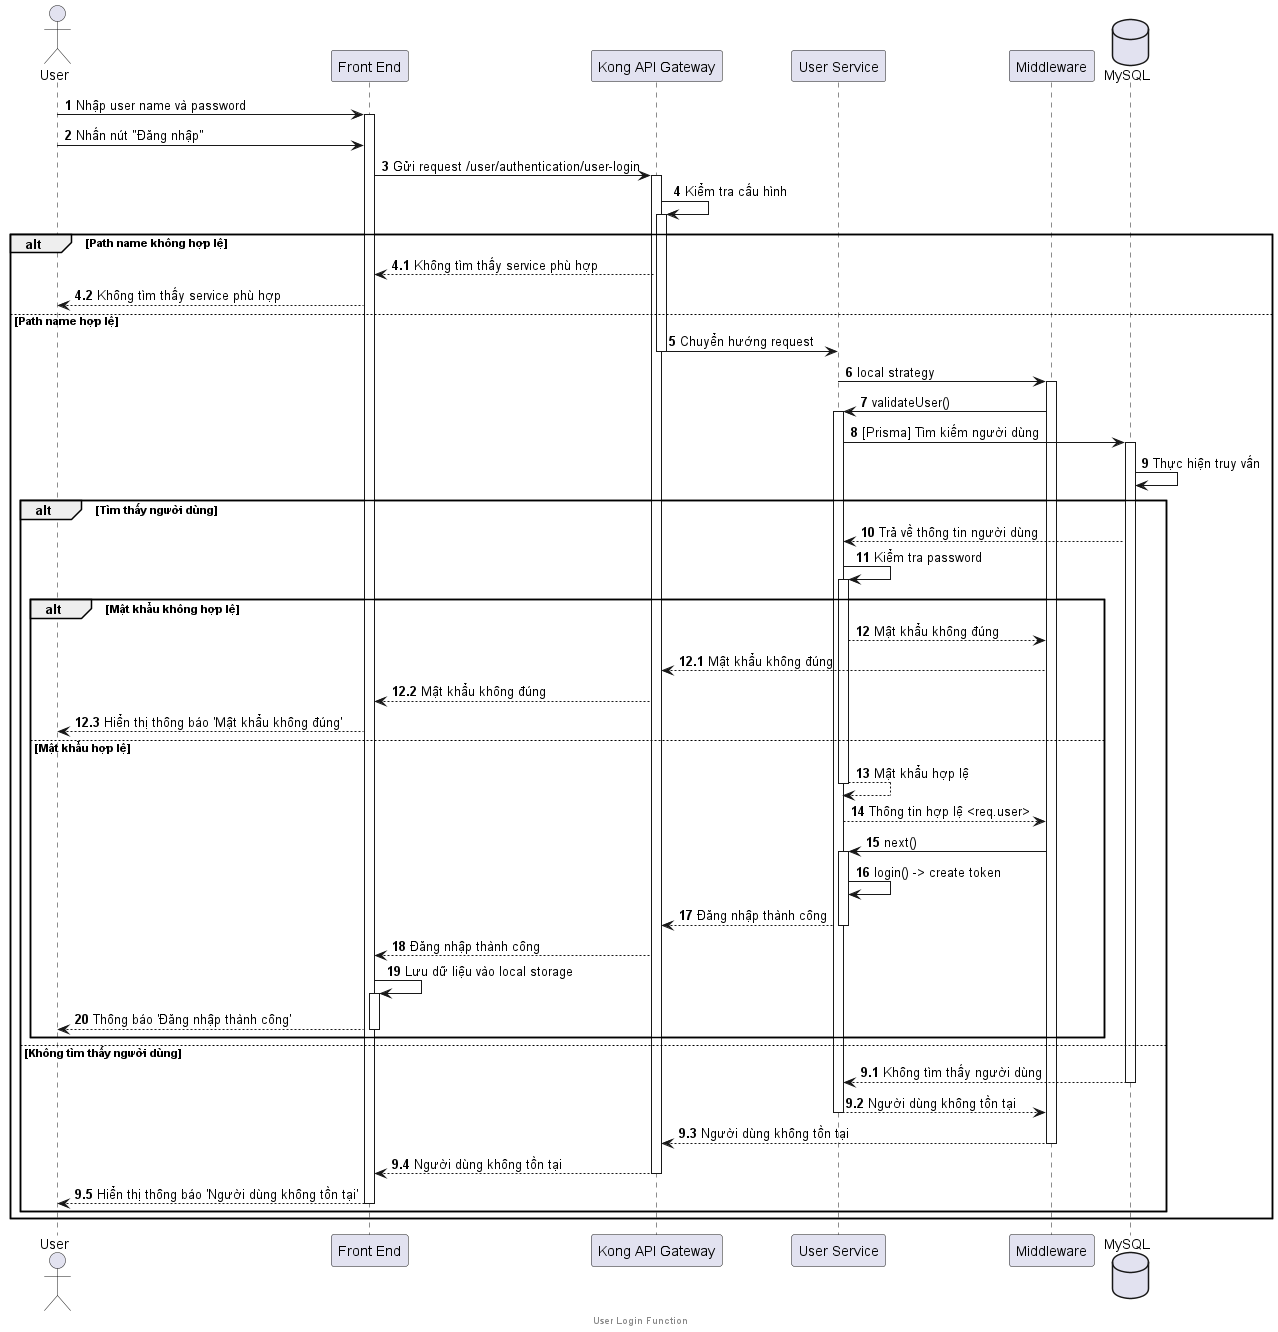 User
Front End
Kong API Gateway
User Service
Middleware
MySQL
1 Nhập user name và password
2 Nhấn nút "Đăng nhập"
3 Gửi request /user/authentication/user-login
4 Kiểm tra cấu hình
alt [Path name không hợp lệ]
4.1 Không tìm thấy service phù hợp
4.2 Không tìm thấy service phù hợp
[Path name hợp lệ]
5 Chuyển hướng request
6 local strategy
7 validateUser()
8 [Prisma] Tìm kiếm người dùng
9 Thực hiện truy vấn
alt [Tìm thấy người dùng]
10 Trả về thông tin người dùng
11 Kiểm tra password
alt [Mật khẩu không hợp lệ]
12 Mật khẩu không đúng
12.1 Mật khẩu không đúng
12.2 Mật khẩu không đúng
12.3 Hiển thị thông báo 'Mật khẩu không đúng'
[Mật khẩu hợp lệ]
13 Mật khẩu hợp lệ
14 Thông tin hợp lệ <req.user>
15 next()
16 login() -> create token
17 Đăng nhập thành công
18 Đăng nhập thành công
19 Lưu dữ liệu vào local storage
20 Thông báo 'Đăng nhập thành công'
[Không tìm thấy người dùng]
9.1 Không tìm thấy người dùng
9.2 Người dùng không tồn tại
9.3 Người dùng không tồn tại
9.4 Người dùng không tồn tại
9.5 Hiển thị thông báo 'Người dùng không tồn tại'
User
Front End
Kong API Gateway
User Service
Middleware
MySQL
User Login Function